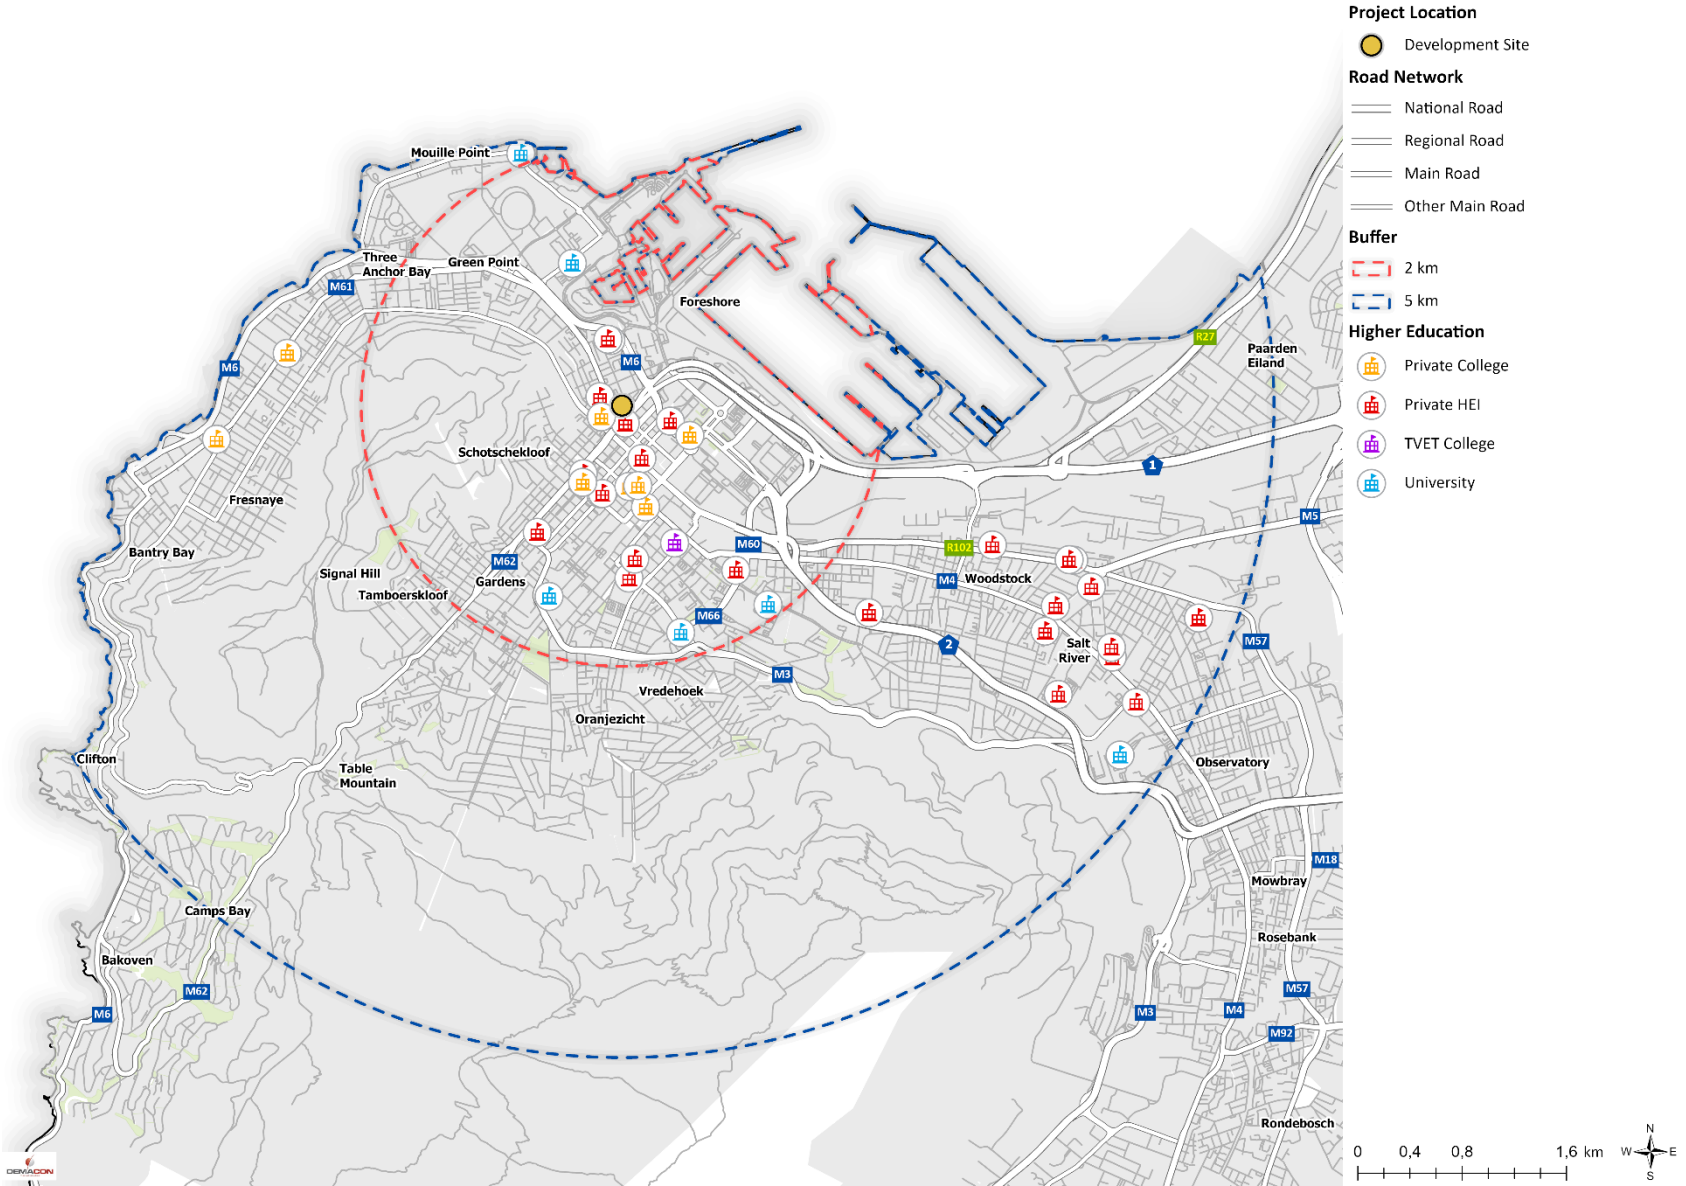 Project Location
Development Site
Road Network
National Road
Regional Road
Main Road
Other Main Road
Buffer
2 km
5 km
Higher Education
Private College
Private HEI
TVET College
University
Mouille Point
Three
Anchor Bay
Green Point
M61
Foreshore
M6
M6
R27
Paarden
Eiland
Schotschekloof
1
Fresnaye
M5
Bantry Bay
M60
R102
M62
Signal Hill
Gardens
M4
Woodstock
Tamboerskloof
M66
2
Salt
River
M57
M3
Vredehoek
Oranjezicht
Clifton
Table
Mountain
Observatory
M18
Mowbray
Camps Bay
Rosebank
Bakoven
M62
M57
M6
M3
M4
M92
Rondebosch
DEMACON
N
W E
S
0 0,4 0,8 1,6 km